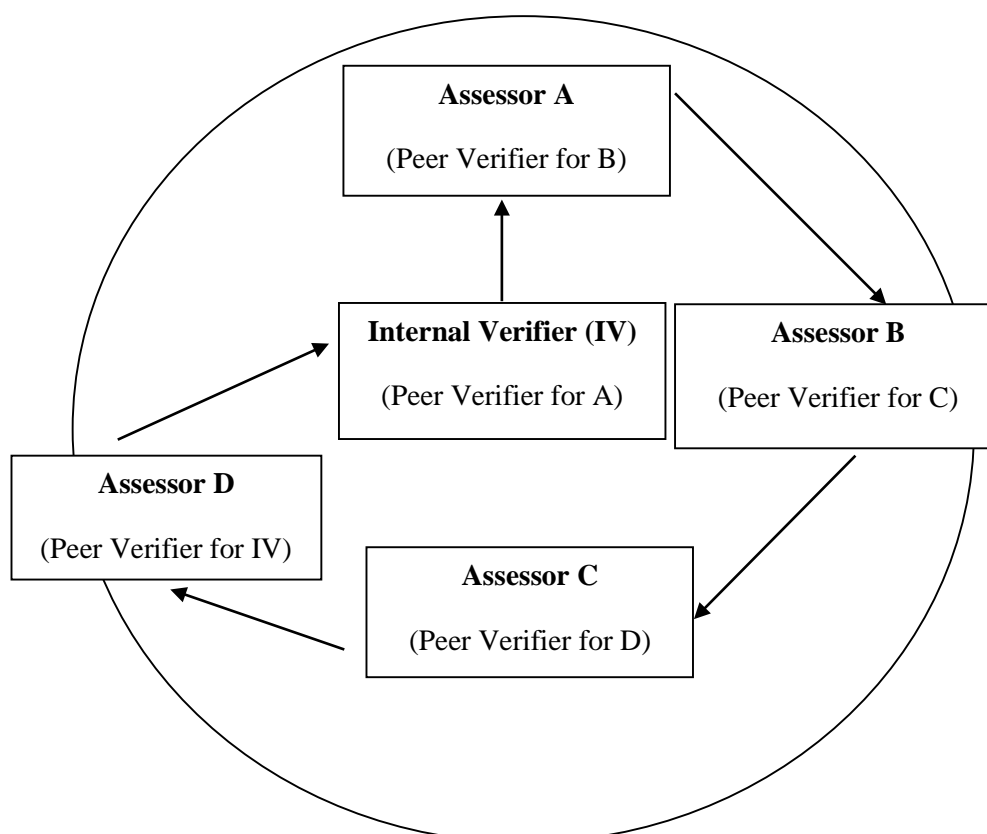 Assessor A
(Peer Verifier for B)
Internal Verifier (IV)
(Peer Verifier for A)
Assessor B
(Peer Verifier for C)
Assessor D
(Peer Verifier for IV)
Assessor C
(Peer Verifier for D)